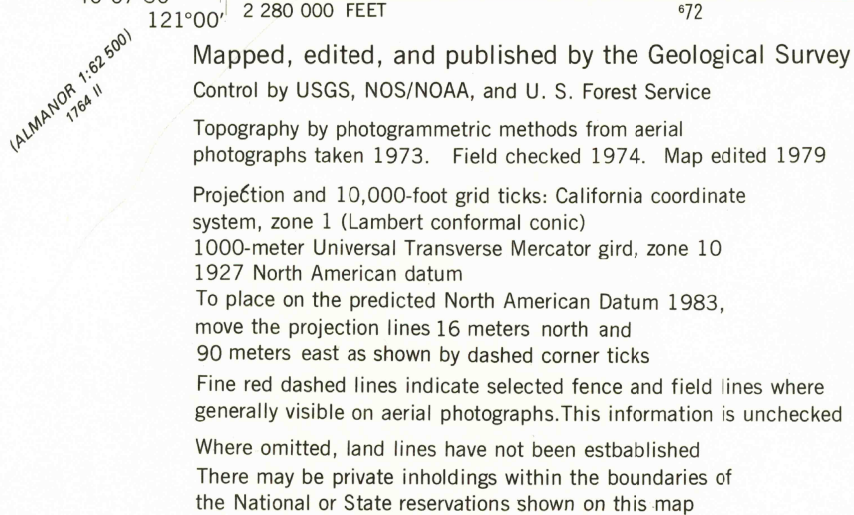 121°00′ 2 280 000 FEET ⁶72
(ALMANOR 1:62 500)
1764 II
Mapped, edited, and published by the Geological Survey
Control by USGS, NOS/NOAA, and U. S. Forest Service
Topography by photogrammetric methods from aerial
photographs taken 1973. Field checked 1974. Map edited 1979
Projection and 10,000-foot grid ticks: California coordinate
system, zone 1 (Lambert conformal conic)
1000-meter Universal Transverse Mercator gird, zone 10
1927 North American datum
To place on the predicted North American Datum 1983,
move the projection lines 16 meters north and
90 meters east as shown by dashed corner ticks
Fine red dashed lines indicate selected fence and field lines where
generally visible on aerial photographs.This information is unchecked
Where omitted, land lines have not been estbablished
There may be private inholdings within the boundaries of
the National or State reservations shown on this map